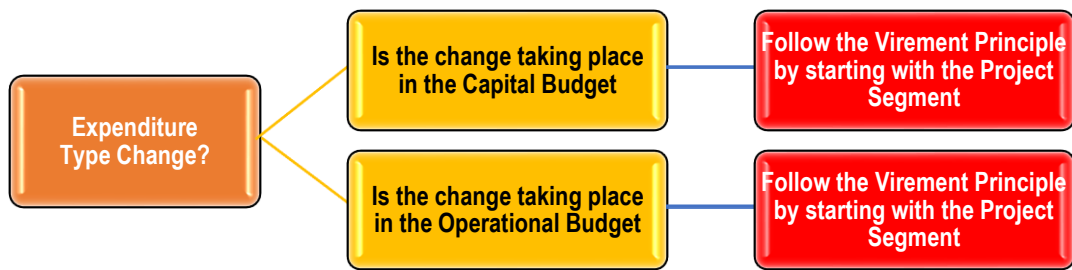 Expenditure
Type Change?
Is the change taking place
in the Capital Budget
Follow the Virement Principle
by starting with the Project
Segment
Is the change taking place
in the Operational Budget
Follow the Virement Principle
by starting with the Project
Segment